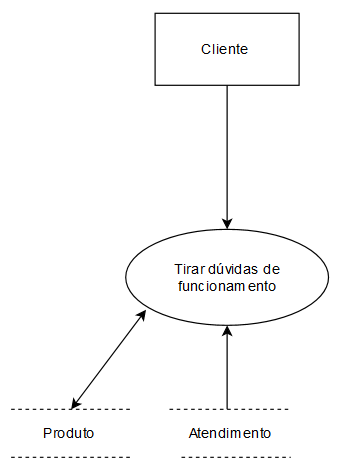 Cliente
Tirar dúvidas de
funcionamento
Produto
Atendimento